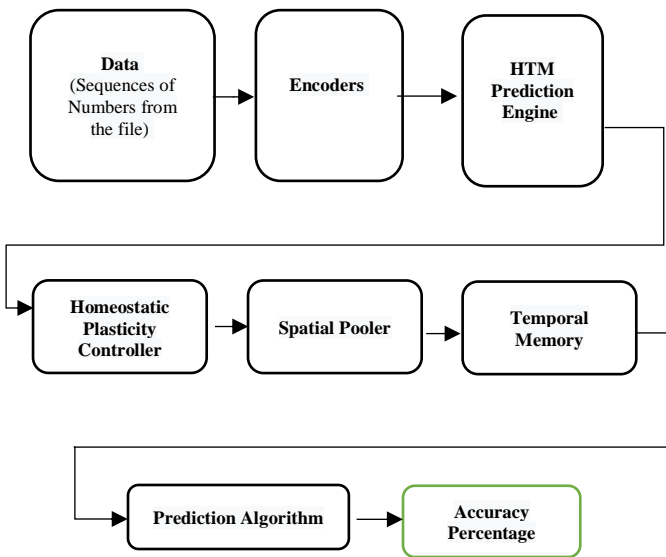 Data
(Sequences of
Numbers from
the file)
Encoders
HTM
Prediction
Engine
Homeostatic
Plasticity
Controller
Spatial Pooler
Temporal
Memory
Prediction Algorithm
Accuracy
Percentage